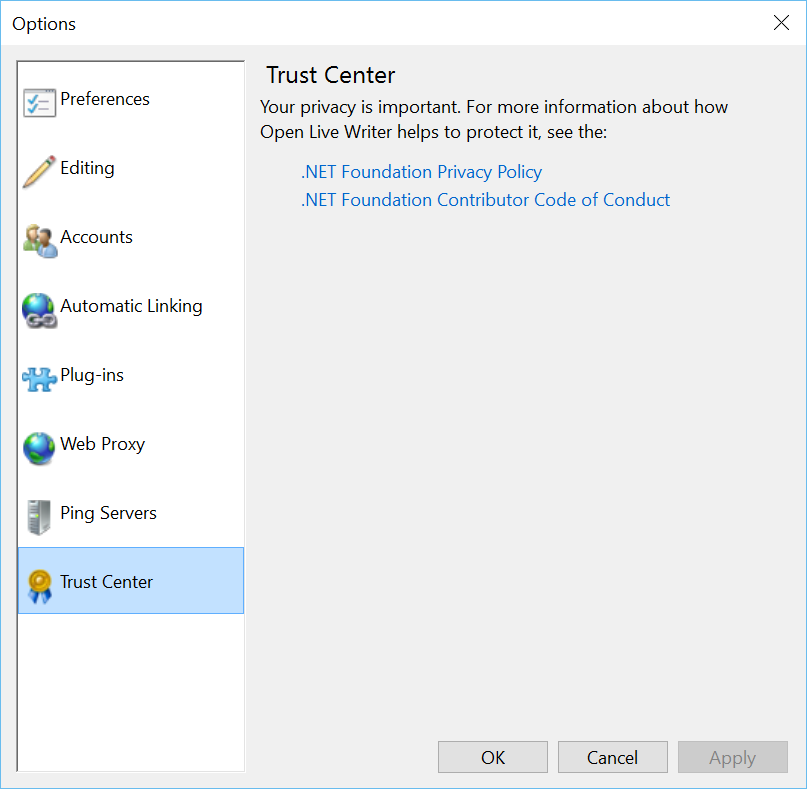 Options
Preferences
Editing
Accounts
Automatic Linking
Plug-ins
Web Proxy
Ping Servers
Trust Center
Trust Center
Your privacy is important. For more information about how
Open Live Writer helps to protect it, see the:
.NET Foundation Privacy Policy
.NET Foundation Contributor Code of Conduct
OK
Cancel
Apply